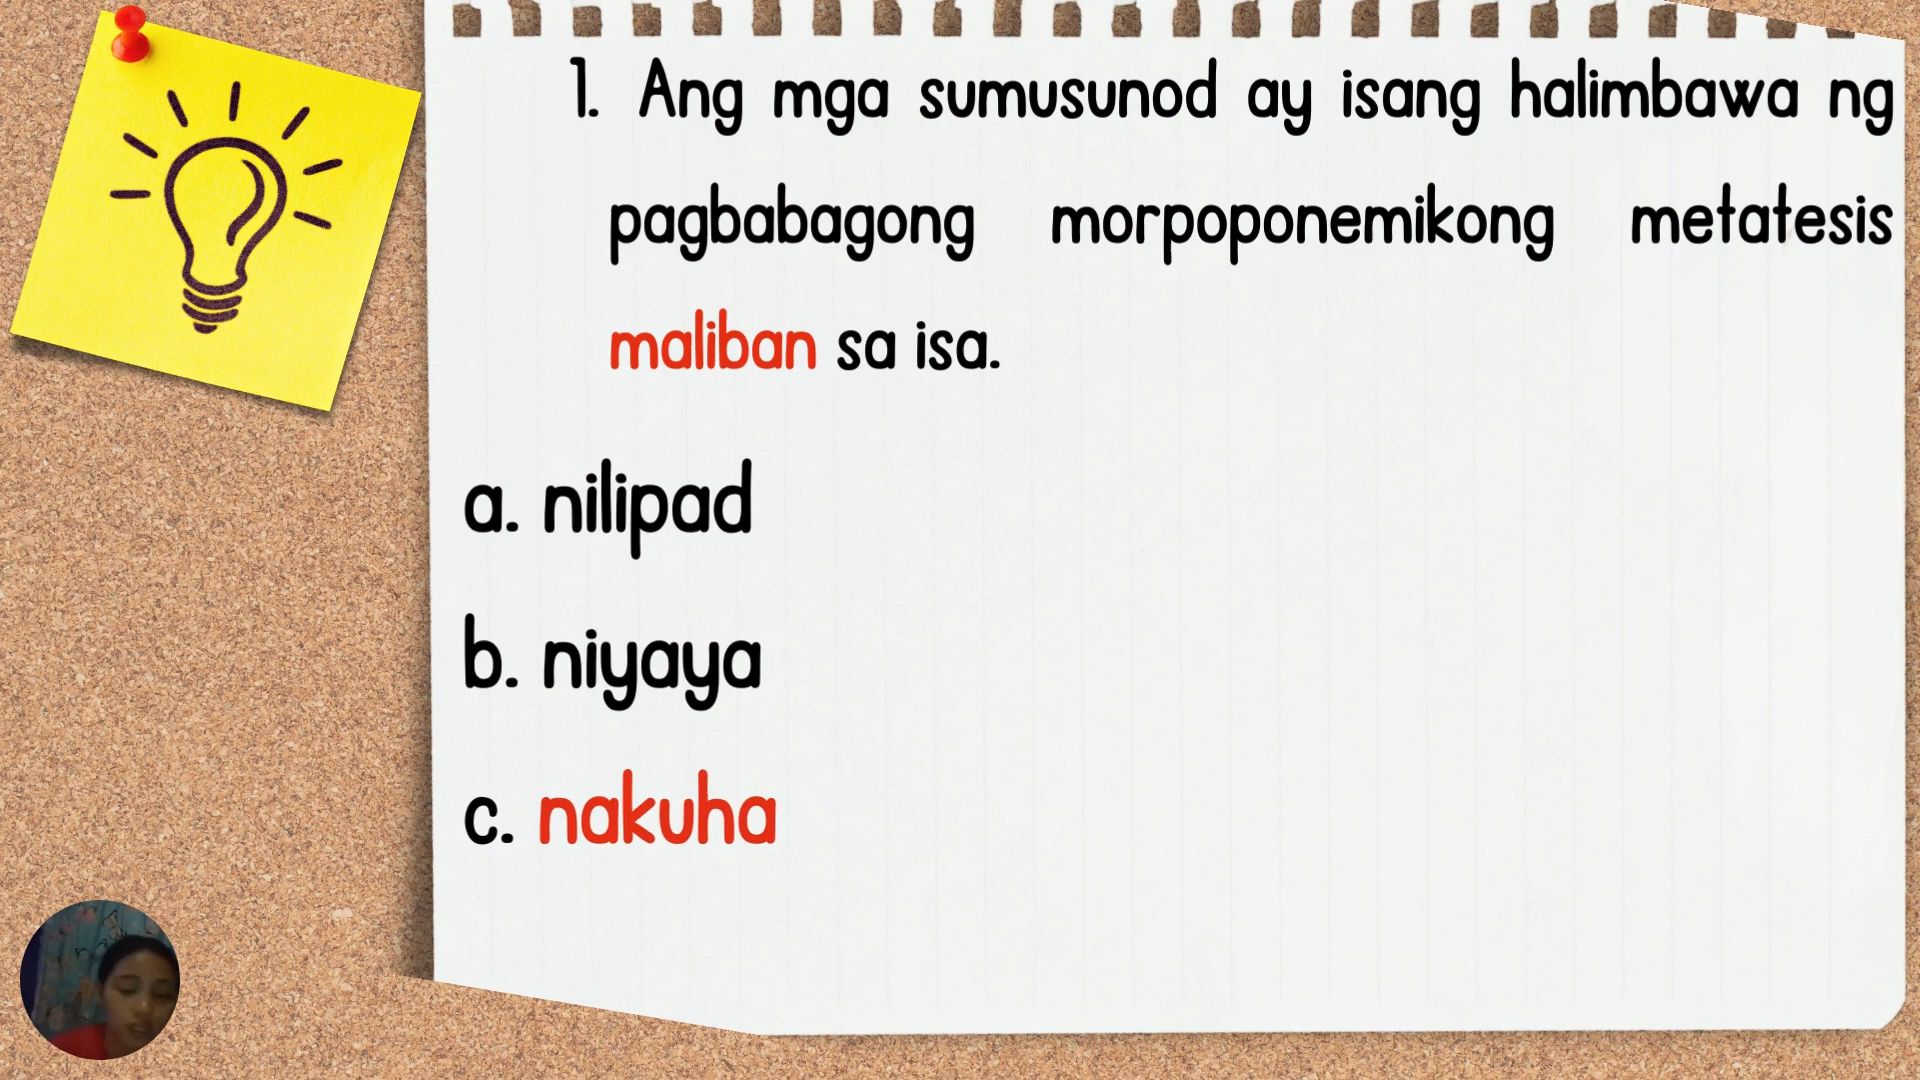 1. Ang mga sumusunod ay isang halimbawa ng
pagbabagong morpoponemikong metatesis
maliban sa isa.
a. nilipad
b. niyaya
c. nakuha